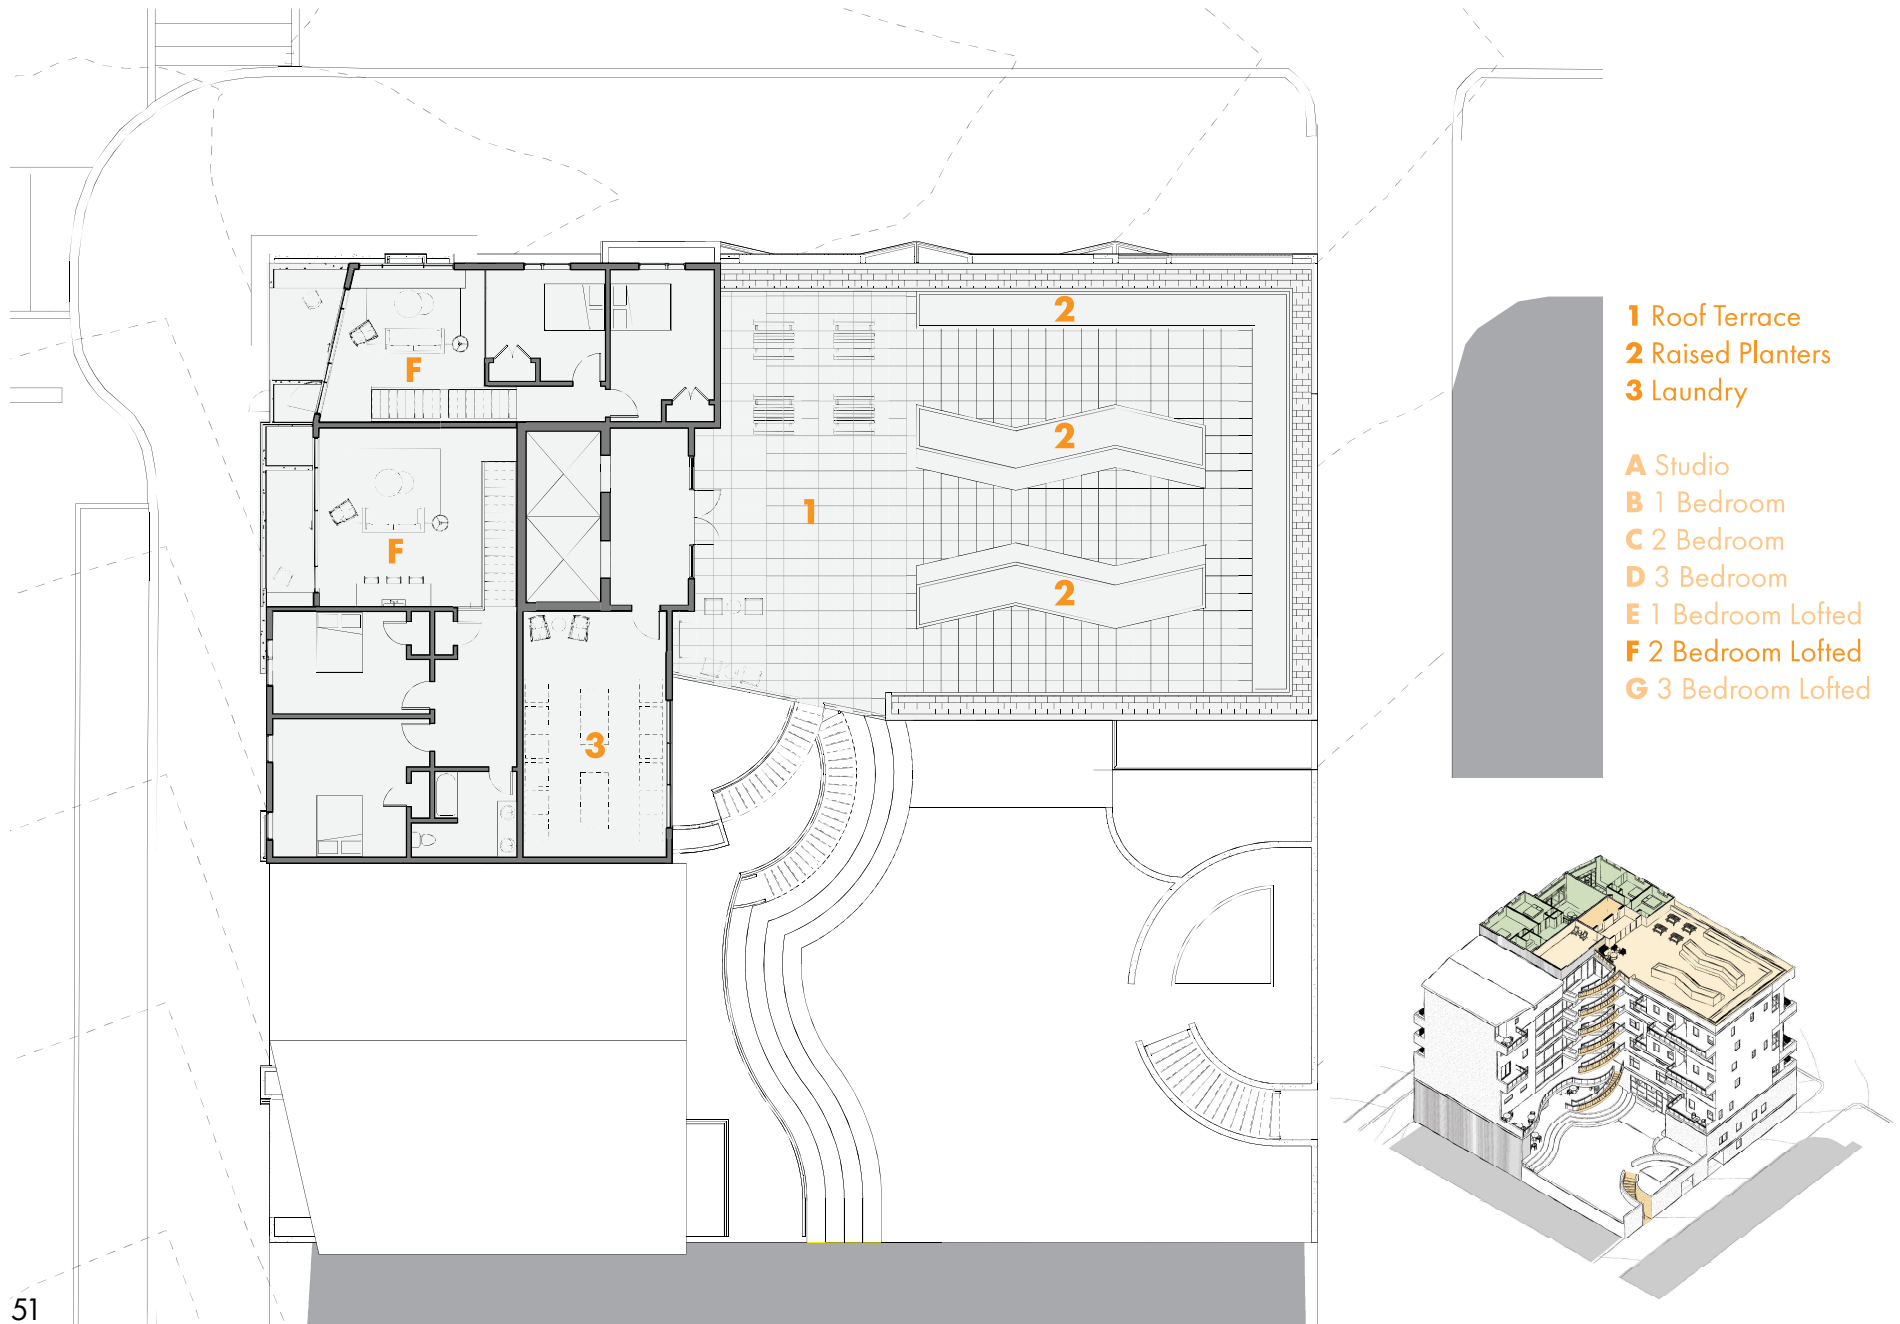 2
F
2
1
F
2
3
1 Roof Terrace
2 Raised Planters
3 Laundry
A Studio
B 1 Bedroom
C 2 Bedroom
D 3 Bedroom
E 1 Bedroom Lofted
F 2 Bedroom Lofted
G 3 Bedroom Lofted
51